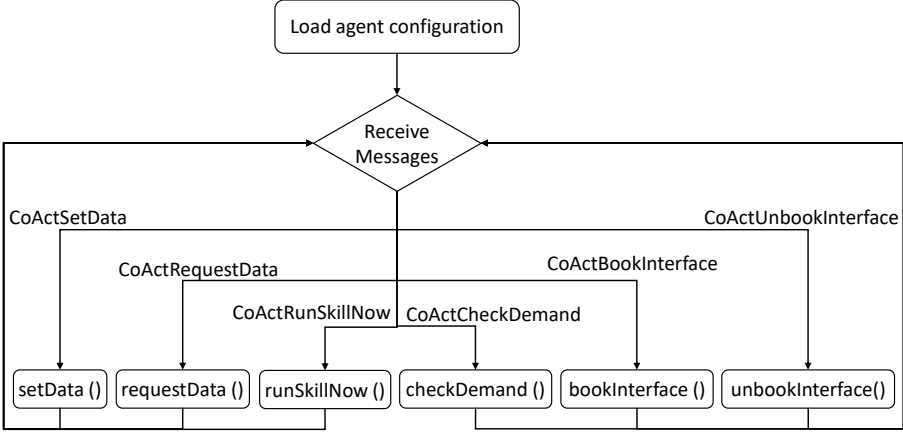 Load agent configuration
Receive
Messages
CoActSetData
CoActUnbookInterface
CoActRequestData
CoActBookInterface
CoActRunSkillNow
CoActCheckDemand
setData ()
requestData ()
runSkillNow ()
checkDemand ()
bookInterface ()
unbookInterface()